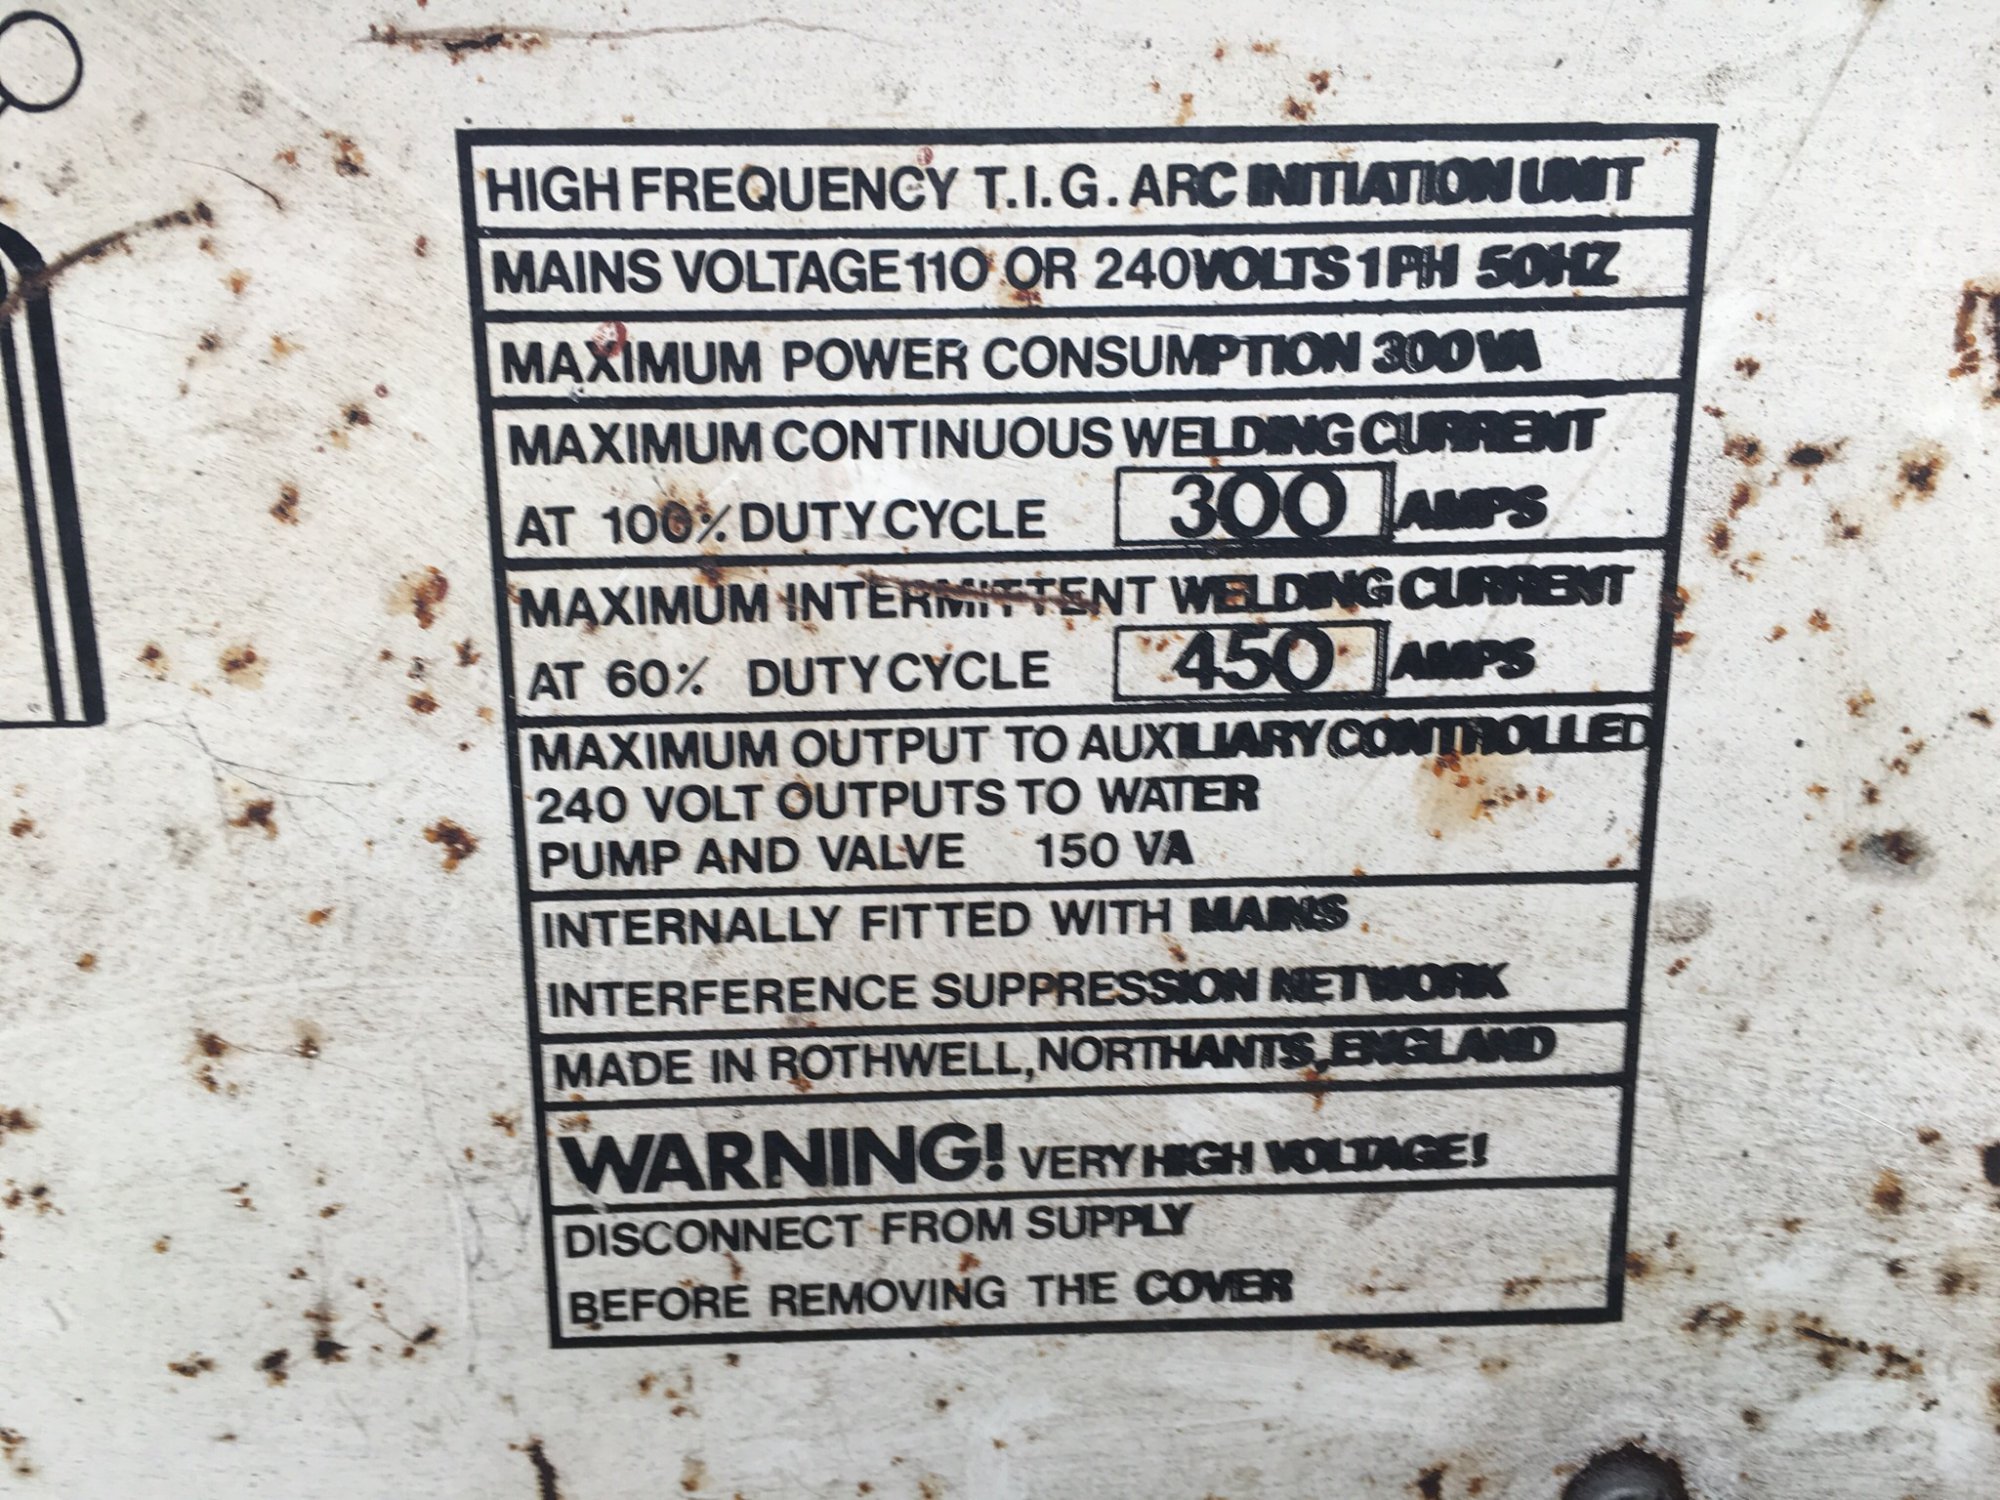 HIGH FREQUENCY T.I.G. ARC INITIATION UNIT
MAINS VOLTAGE 110 OR 240 VOLTS 1PH 50HZ
MAXIMUM POWER CONSUMPTION 300 VA
MAXIMUM CONTINUOUS WELDING CURRENT
AT 100% DUTY CYCLE 300 AMPS
MAXIMUM INTERMITTENT WELDING CURRENT
AT 60% DUTY CYCLE 450 AMPS
MAXIMUM OUTPUT TO AUXILIARY CONTROLLED
240 VOLT OUTPUTS TO WATER
PUMP AND VALVE 150 VA
INTERNALLY FITTED WITH MAINS
INTERFERENCE SUPPRESSION NETWORK
MADE IN ROTHWELL, NORTHANTS, ENGLAND
WARNING! VERY HIGH VOLTAGE!
DISCONNECT FROM SUPPLY
BEFORE REMOVING THE COVER